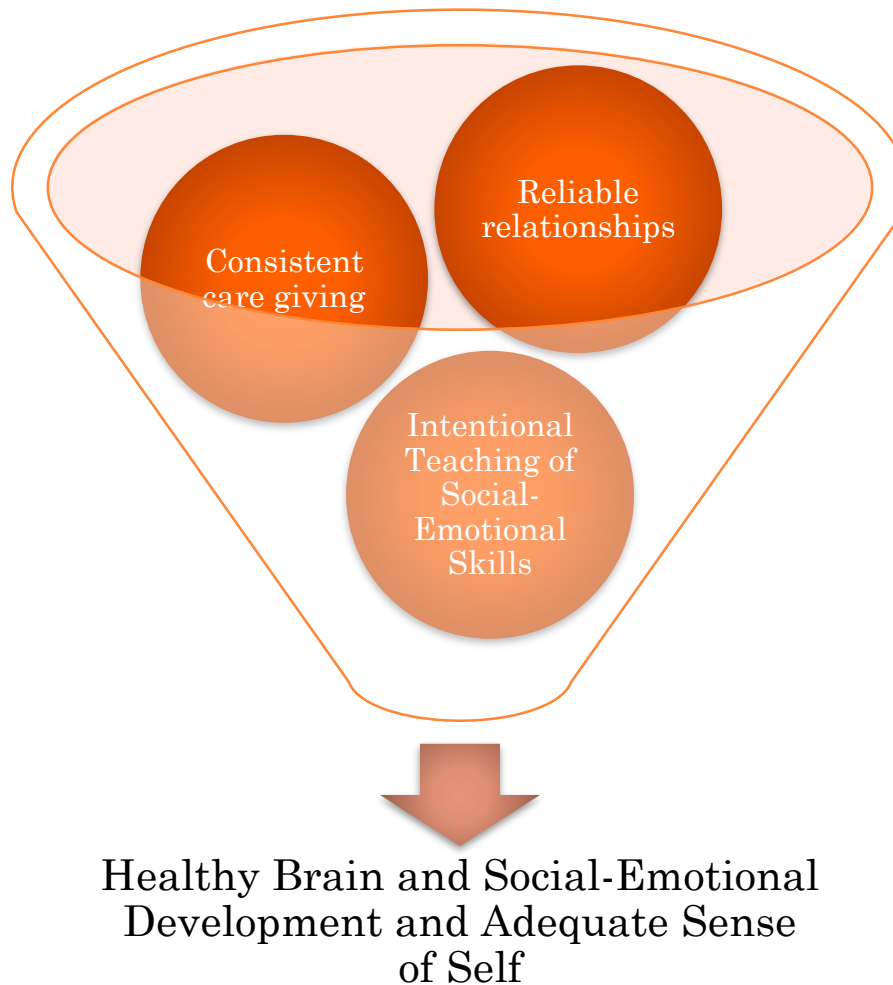 Reliable
relationships
Consistent
care giving
Intentional
Teaching of
Social-
Emotional
Skills
Healthy Brain and Social-Emotional
Development and Adequate Sense
of Self